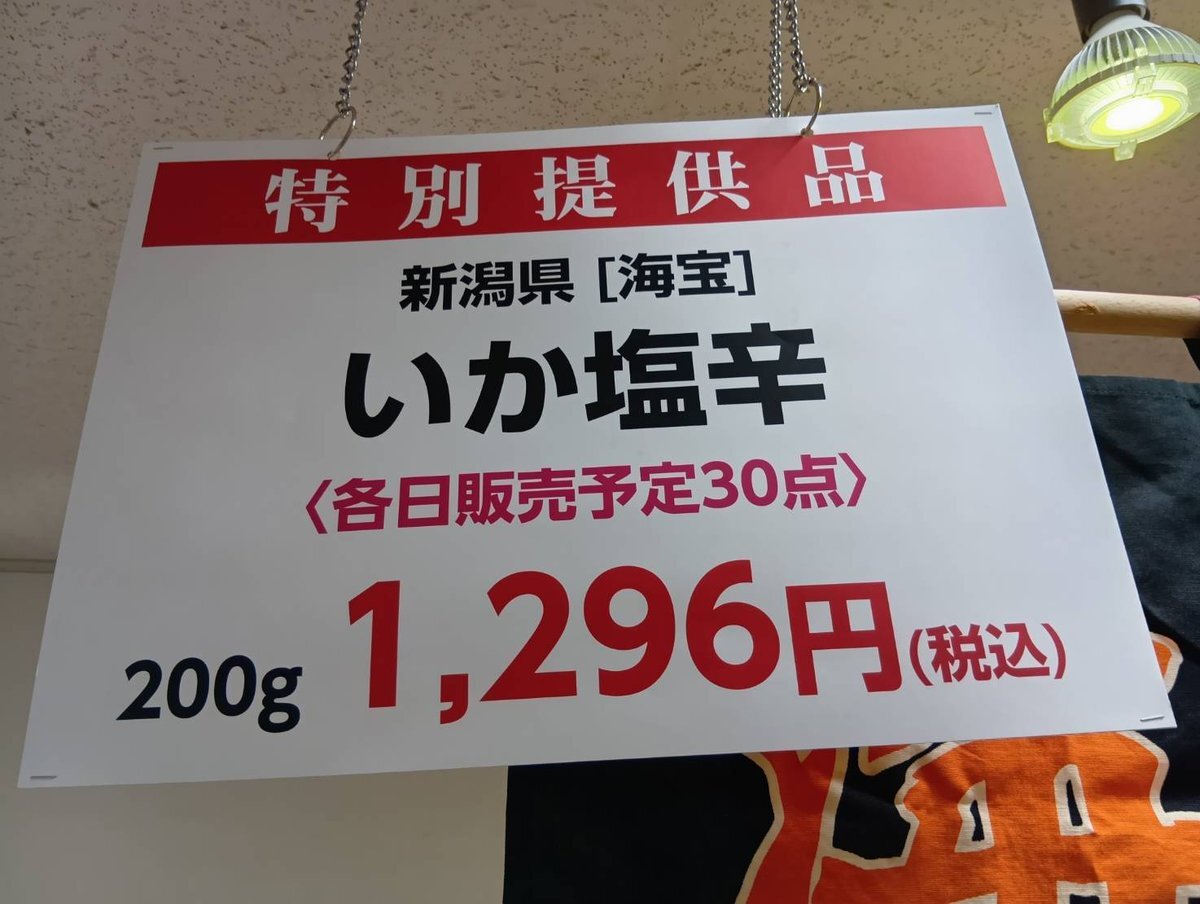 特別提供品
新潟県 [海宝]
いか塩辛
〈各日販売予定30点〉
200g 1,296円(税込)